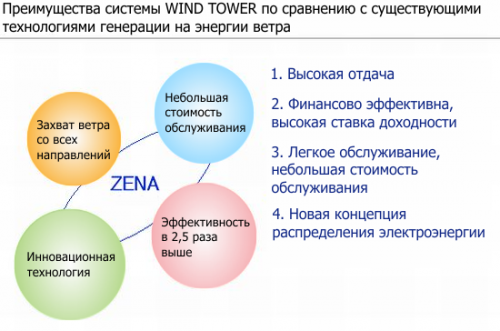 Преимущества системы WIND TOWER по сравнению с существующими
технологиями генерации на энергии ветра
Захват ветра
со всех
направлений
Небольшая
стоимость
обслуживания
ZENA
Инновационная
технология
Эффективность
в 2,5 раза
выше
1. Высокая отдача
2. Финансово эффективна,
высокая ставка доходности
3. Легкое обслуживание,
небольшая стоимость
обслуживания
4. Новая концепция
распределения электроэнергии